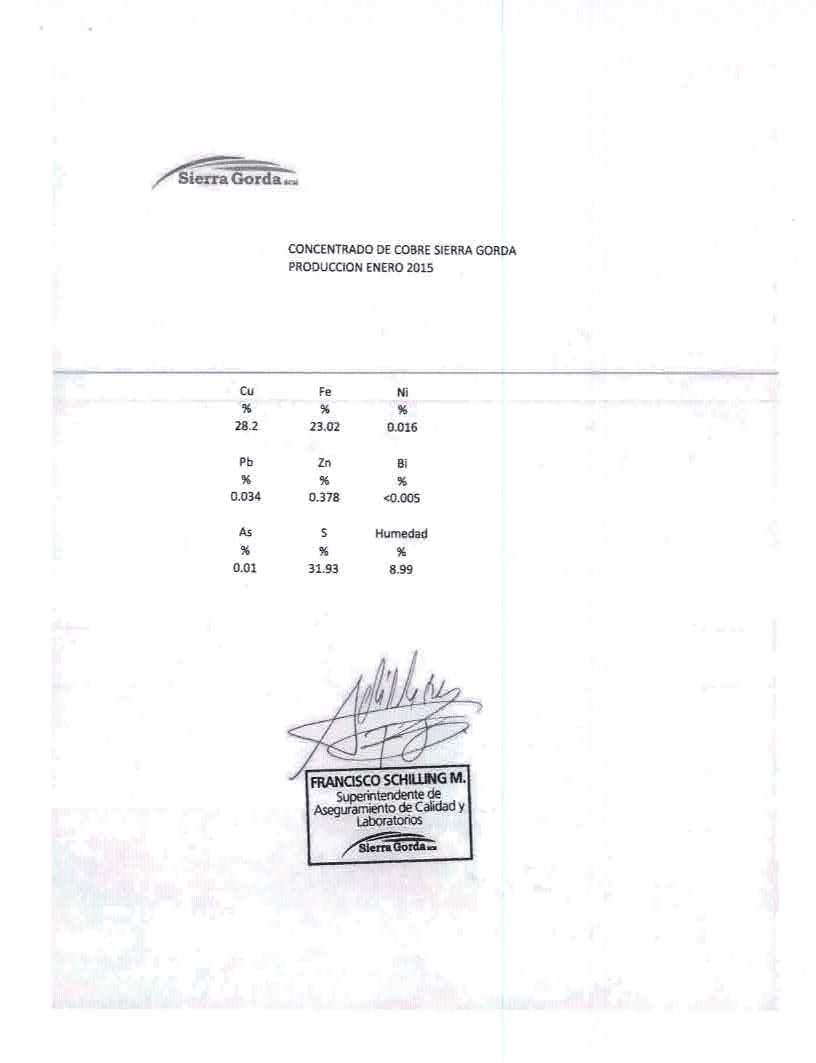 Sierra Gorda SCM
CONCENTRADO DE COBRE SIERRA GORDA
PRODUCCION ENERO 2015
Cu Fe Ni
% % %
28.2 23.02 0.016
Pb Zn Bi
% % %
0.034 0.378 <0.005
As S Humedad
% % %
0.01 31.93 8.99
FRANCISCO SCHILLING M.
Superintendente de
Aseguramiento de Calidad y
Laboratorios
Sierra Gorda SCM